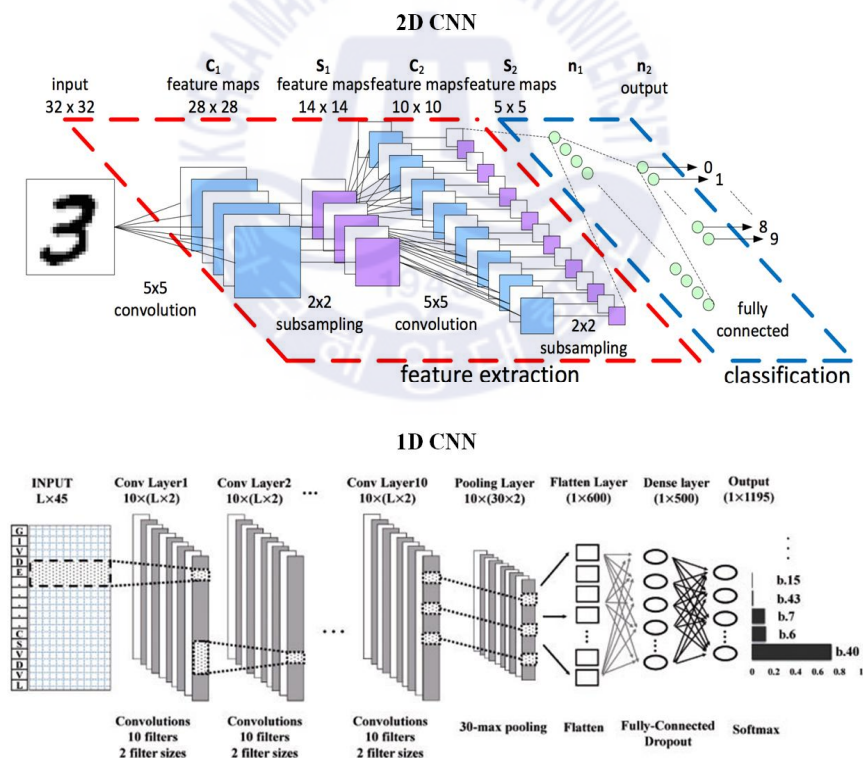 2D CNN
input
32 x 32
C1
feature maps
28 x 28
S1
feature maps
14 x 14
C2
feature maps
10 x 10
S2
feature maps
5 x 5
n1
n2
output
0
1
8
9
5x5
convolution
2x2
subsampling
5x5
convolution
2x2
subsampling
fully
connected
feature extraction
classification
1D CNN
INPUT
L×45
Conv Layer1
10×(L×2)
Conv Layer2
10×(L×2)
...
Conv Layer10
10×(L×2)
Pooling Layer
10×(30×2)
Flatten Layer
(1×600)
Dense layer
(1×500)
Output
(1×1195)
G
I
V
D
E
.
.
.
.
.
C
S
V
D
V
L
b.15
b.43
b.7
b.6
b.40
0 0.2 0.4 0.6 0.8 1
Convolutions
10 filters
2 filter sizes
Convolutions
10 filters
2 filter sizes
Convolutions
10 filters
2 filter sizes
30-max pooling
Flatten
Fully-Connected
Dropout
Softmax